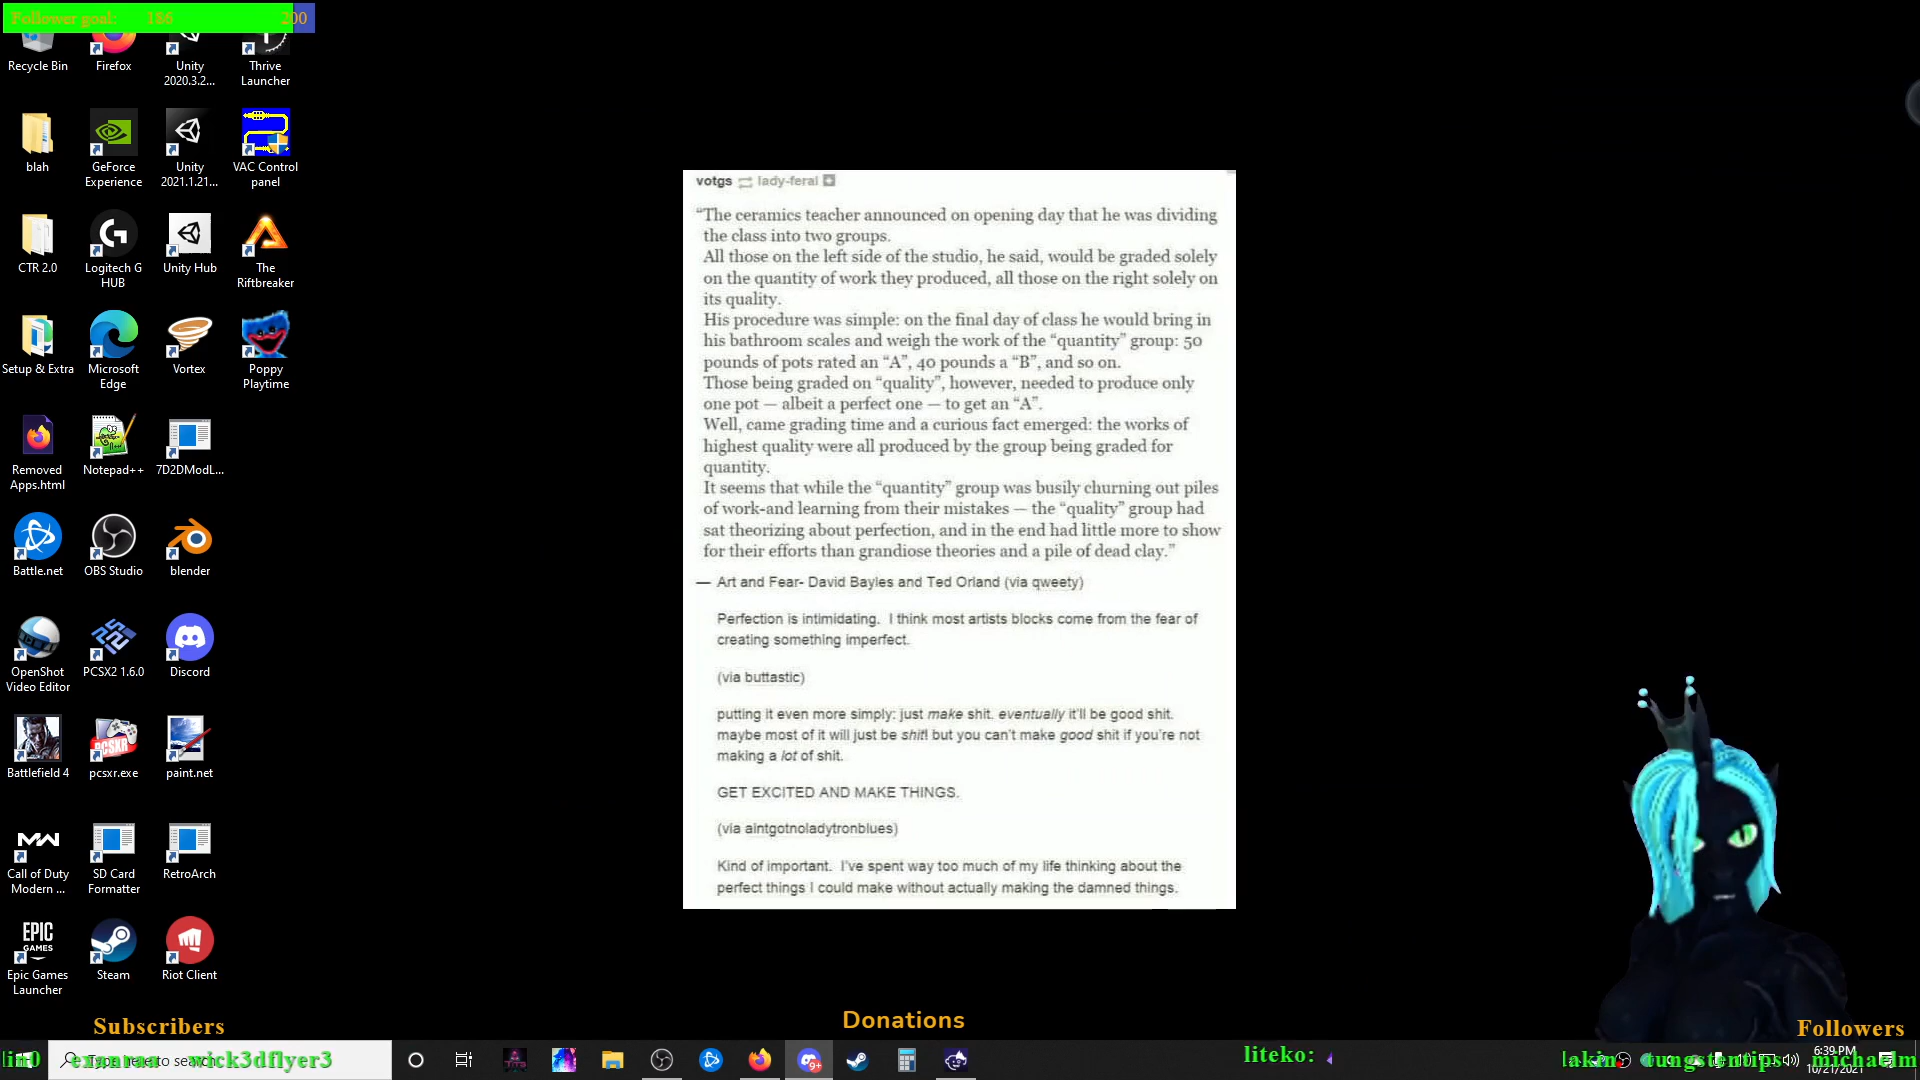 Follower goal: 186 200
Recycle Bin
Firefox
Unity
2020.3.2...
Thrive
Launcher
blah
GeForce
Experience
Unity
2021.1.21...
VAC Control
panel
CTR 2.0
Logitech G
HUB
Unity Hub
The
Riftbreaker
Setup & Extra
Microsoft
Edge
Vortex
Poppy
Playtime
Removed
Apps.html
Notepad++
7D2DModL...
Battle.net
OBS Studio
blender
OpenShot
Video Editor
PCSX2 1.6.0
Discord
Battlefield 4
pcsxr.exe
paint.net
Call of Duty
Modern ...
SD Card
Formatter
RetroArch
EPIC
GAMES
Epic Games
Launcher
Steam
Riot Client
votgs lady-feral
“The ceramics teacher announced on opening day that he was dividing
the class into two groups.
All those on the left side of the studio, he said, would be graded solely
on the quantity of work they produced, all those on the right solely on
its quality.
His procedure was simple: on the final day of class he would bring in
his bathroom scales and weigh the work of the “quantity” group: 50
pounds of pots rated an “A”, 40 pounds a “B”, and so on.
Those being graded on “quality”, however, needed to produce only
one pot — albeit a perfect one — to get an “A”.
Well, came grading time and a curious fact emerged: the works of
highest quality were all produced by the group being graded for
quantity.
It seems that while the “quantity” group was busily churning out piles
of work-and learning from their mistakes — the “quality” group had
sat theorizing about perfection, and in the end had little more to show
for their efforts than grandiose theories and a pile of dead clay.”
— Art and Fear- David Bayles and Ted Orland (via qweety)
Perfection is intimidating. I think most artists blocks come from the fear of
creating something imperfect.
(via buttastic)
putting it even more simply: just make shit. eventually it’ll be good shit.
maybe most of it will just be shit! but you can’t make good shit if you’re not
making a lot of shit.
GET EXCITED AND MAKE THINGS.
(via aintgotnoladytronblues)
Kind of important. I’ve spent way too much of my life thinking about the
perfect things I could make without actually making the damned things.
Subscribers
Donations
Followers
Type here to search
wick3dflyer3
9+
liteko:
lakin
tungstentips
michaelm
6:39 PM
10/21/2021